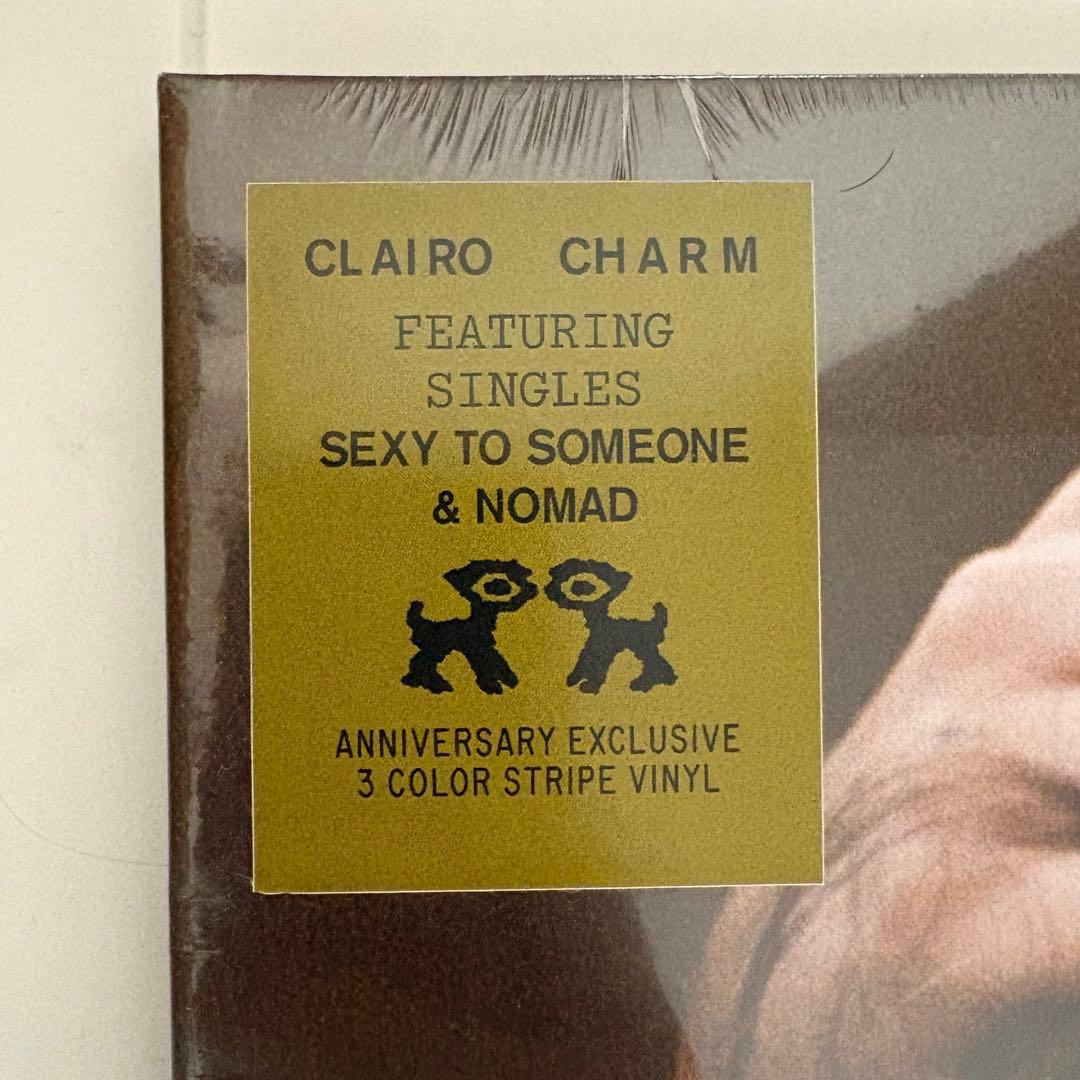 CLAIRO CHARM
FEATURING
SINGLES
SEXY TO SOMEONE
& NOMAD
ANNIVERSARY EXCLUSIVE
3 COLOR STRIPE VINYL